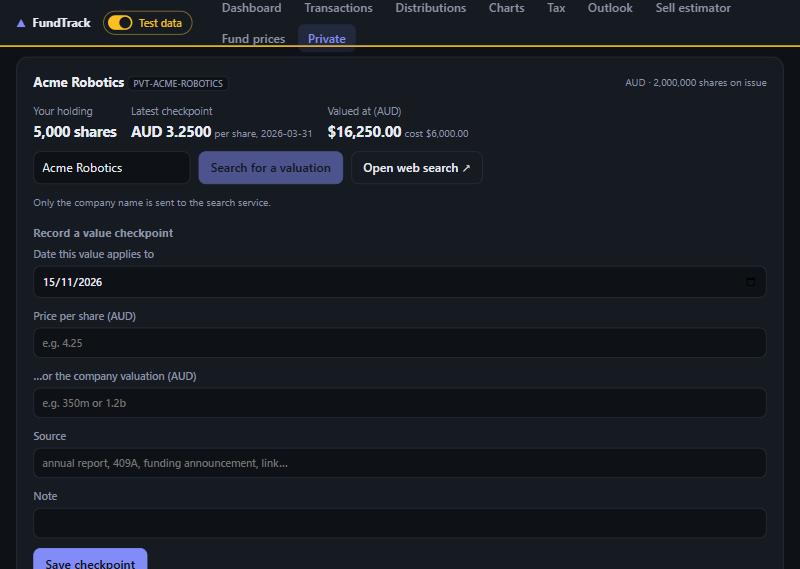 FundTrack
Test data
Dashboard Transactions Distributions Charts Tax Outlook Sell estimator
Fund prices Private
Acme Robotics PVT-ACME-ROBOTICS AUD · 2,000,000 shares on issue
Your holding Latest checkpoint Valued at (AUD)
5,000 shares AUD 3.2500 per share, 2026-03-31 $16,250.00 cost $6,000.00
Acme Robotics Search for a valuation Open web search ↗
Only the company name is sent to the search service.
Record a value checkpoint
Date this value applies to
15/11/2026
Price per share (AUD)
e.g. 4.25
...or the company valuation (AUD)
e.g. 350m or 1.2b
Source
annual report, 409A, funding announcement, link...
Note
Save checkpoint